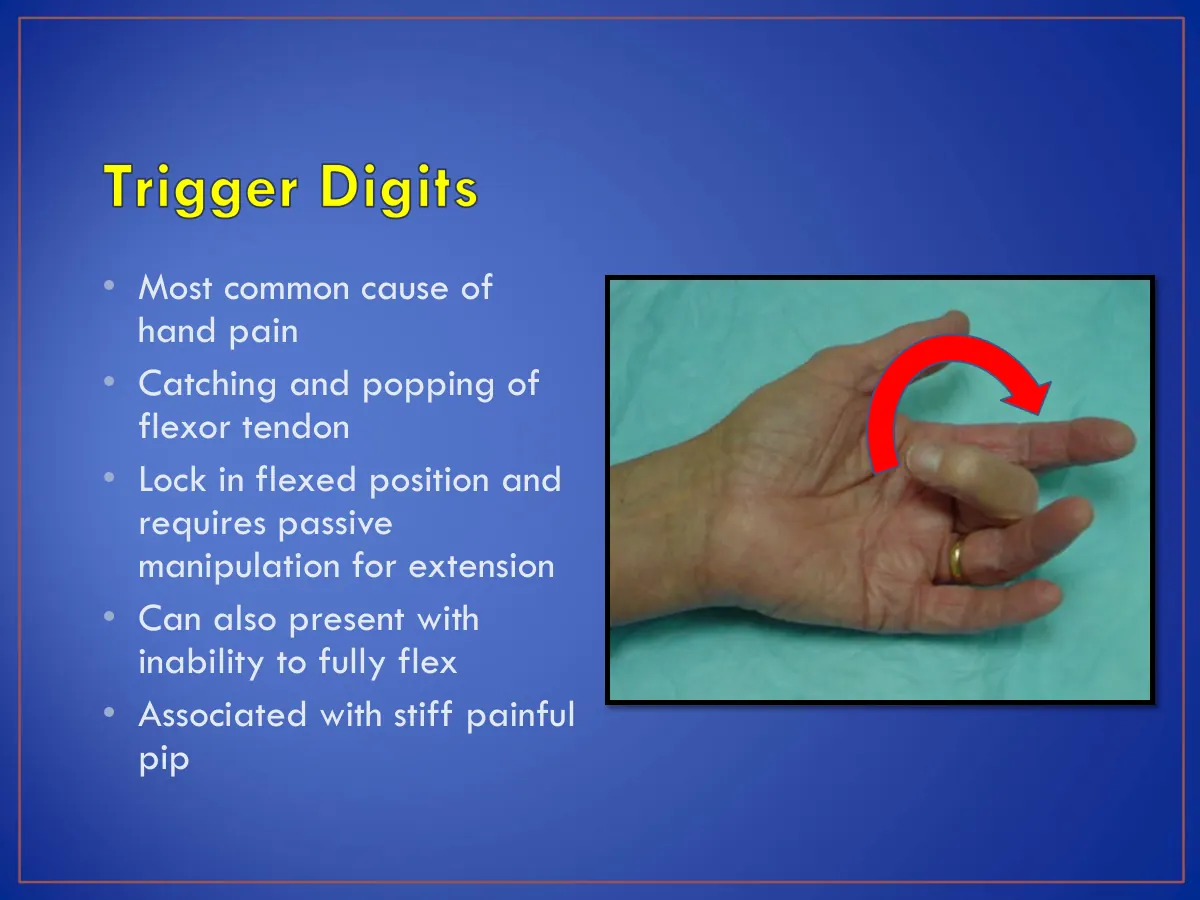 Trigger Digits
• Most common cause of
hand pain
• Catching and popping of
flexor tendon
• Lock in flexed position and
requires passive
manipulation for extension
• Can also present with
inability to fully flex
• Associated with stiff painful
pip